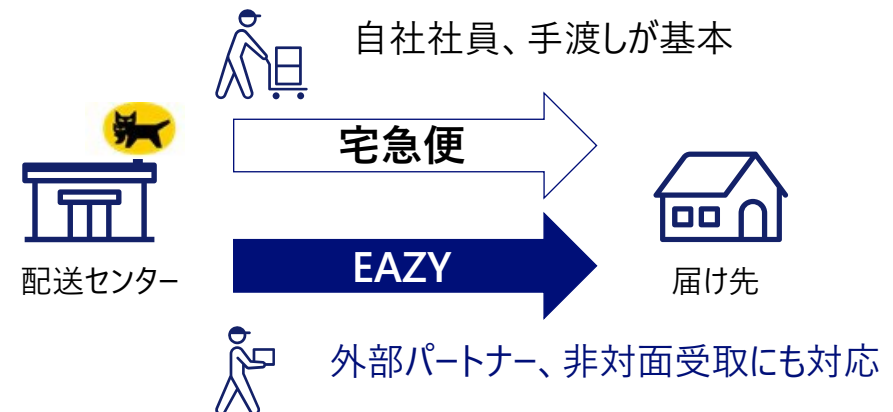 自社社員、手渡しが基本
宅急便
配送センター
EAZY
届け先
外部パートナー、非対面受取にも対応